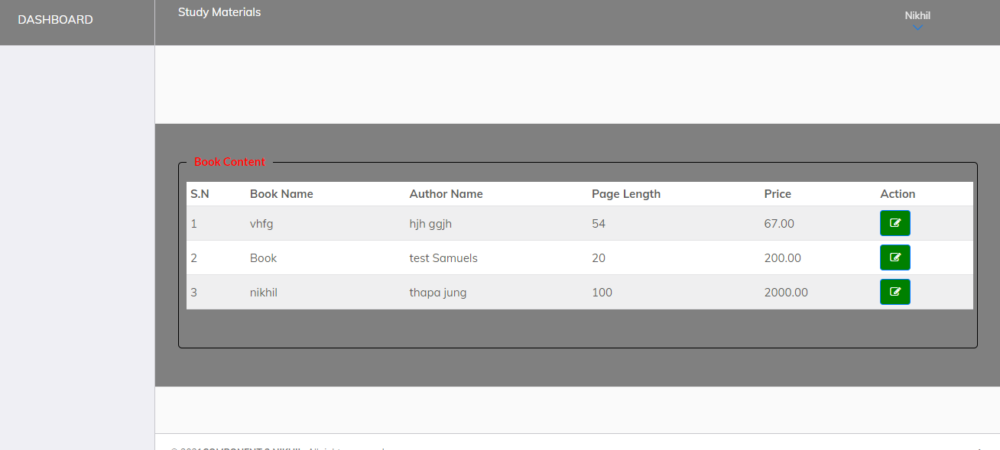 DASHBOARD
Study Materials
Nikhil
Book Content
S.N Book Name Author Name Page Length Price Action
1 vhfg hjh ggjh 54 67.00
2 Book test Samuels 20 200.00
3 nikhil thapa jung 100 2000.00